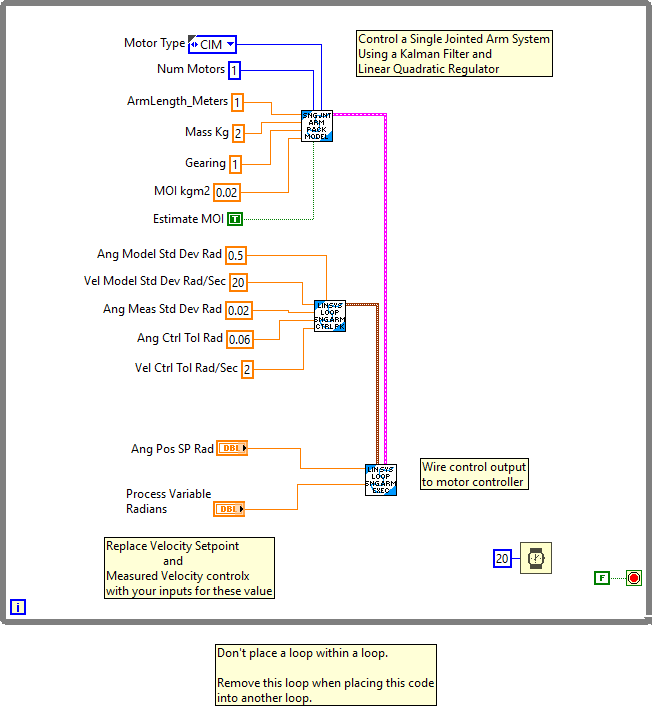 Motor Type CIM
Control a Single Jointed Arm System
Using a Kalman Filter and
Linear Quadratic Regulator
Num Motors 1
ArmLength_Meters 1
Mass Kg 2
Gearing 1
MOI kgm2 0.02
Estimate MOI T
SNGJNT
ARM
PACK
MODEL
Ang Model Std Dev Rad 0.5
Vel Model Std Dev Rad/Sec 20
Ang Meas Std Dev Rad 0.02
Ang Ctrl Tol Rad 0.06
Vel Ctrl Tol Rad/Sec 2
LINSYS
LOOP
SNG.ARM
CTRL PK
Ang Pos SP Rad DBL
Process Variable
Radians DBL
LINSYS
LOOP
SNG.ARM
EXEC
Wire control output
to motor controller
Replace Velocity Setpoint
and
Measured Velocity controlx
with your inputs for these value
20
F
i
Don't place a loop within a loop.
Remove this loop when placing this code
into another loop.